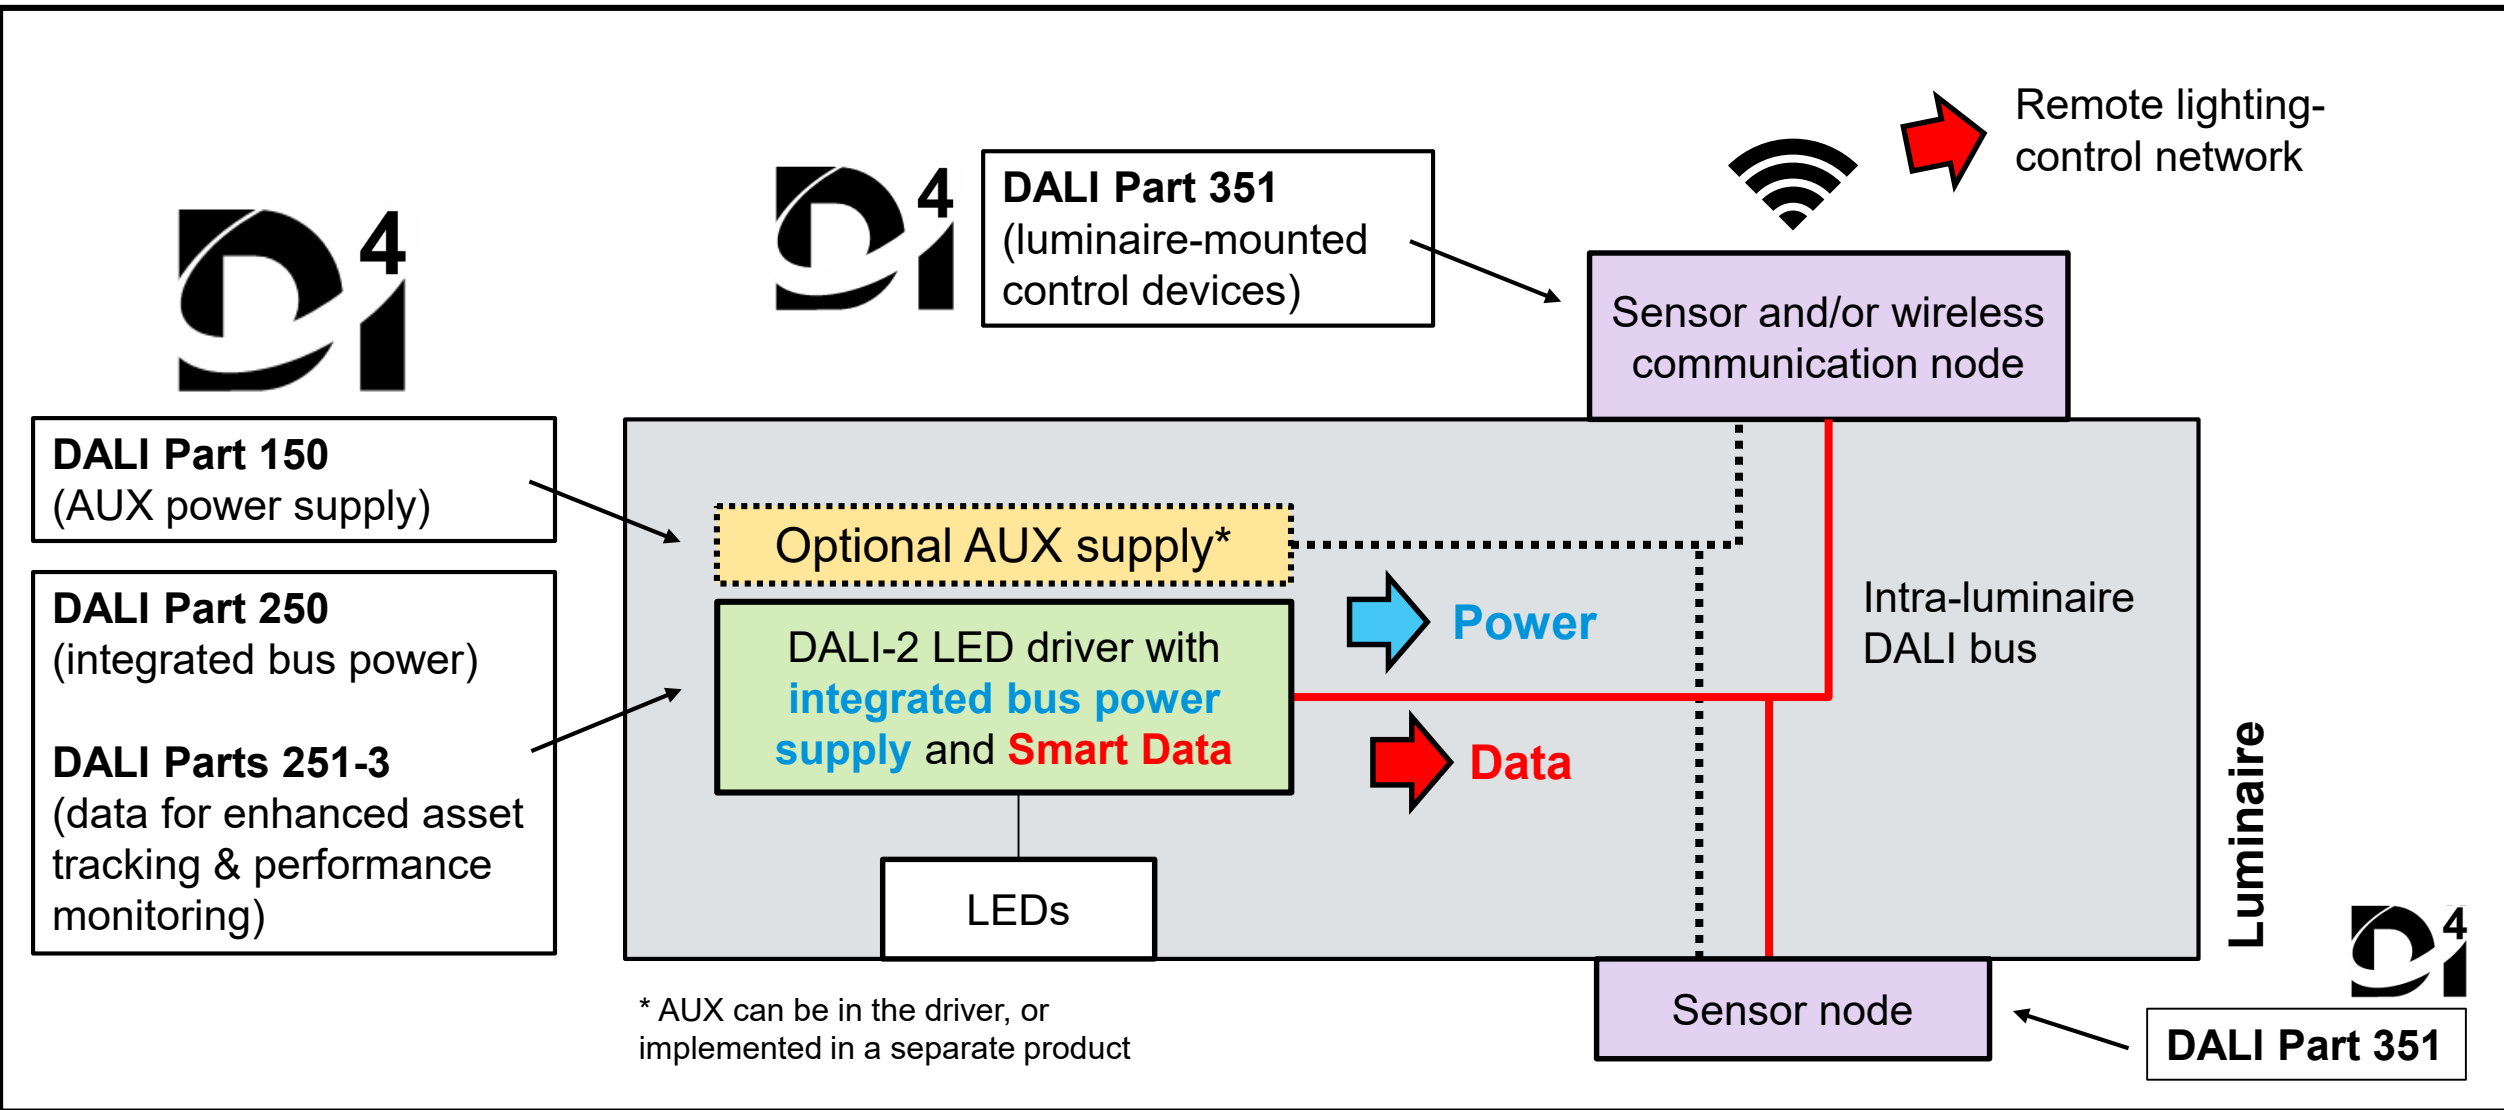 D4i
D4i
DALI Part 351
(luminaire-mounted
control devices)
Remote lighting-
control network
Sensor and/or wireless
communication node
DALI Part 150
(AUX power supply)
DALI Part 250
(integrated bus power)
DALI Parts 251-3
(data for enhanced asset
tracking & performance
monitoring)
Optional AUX supply*
DALI-2 LED driver with
integrated bus power
supply and Smart Data
Power
Data
Intra-luminaire
DALI bus
LEDs
Luminaire
* AUX can be in the driver, or
implemented in a separate product
Sensor node
D4i
DALI Part 351